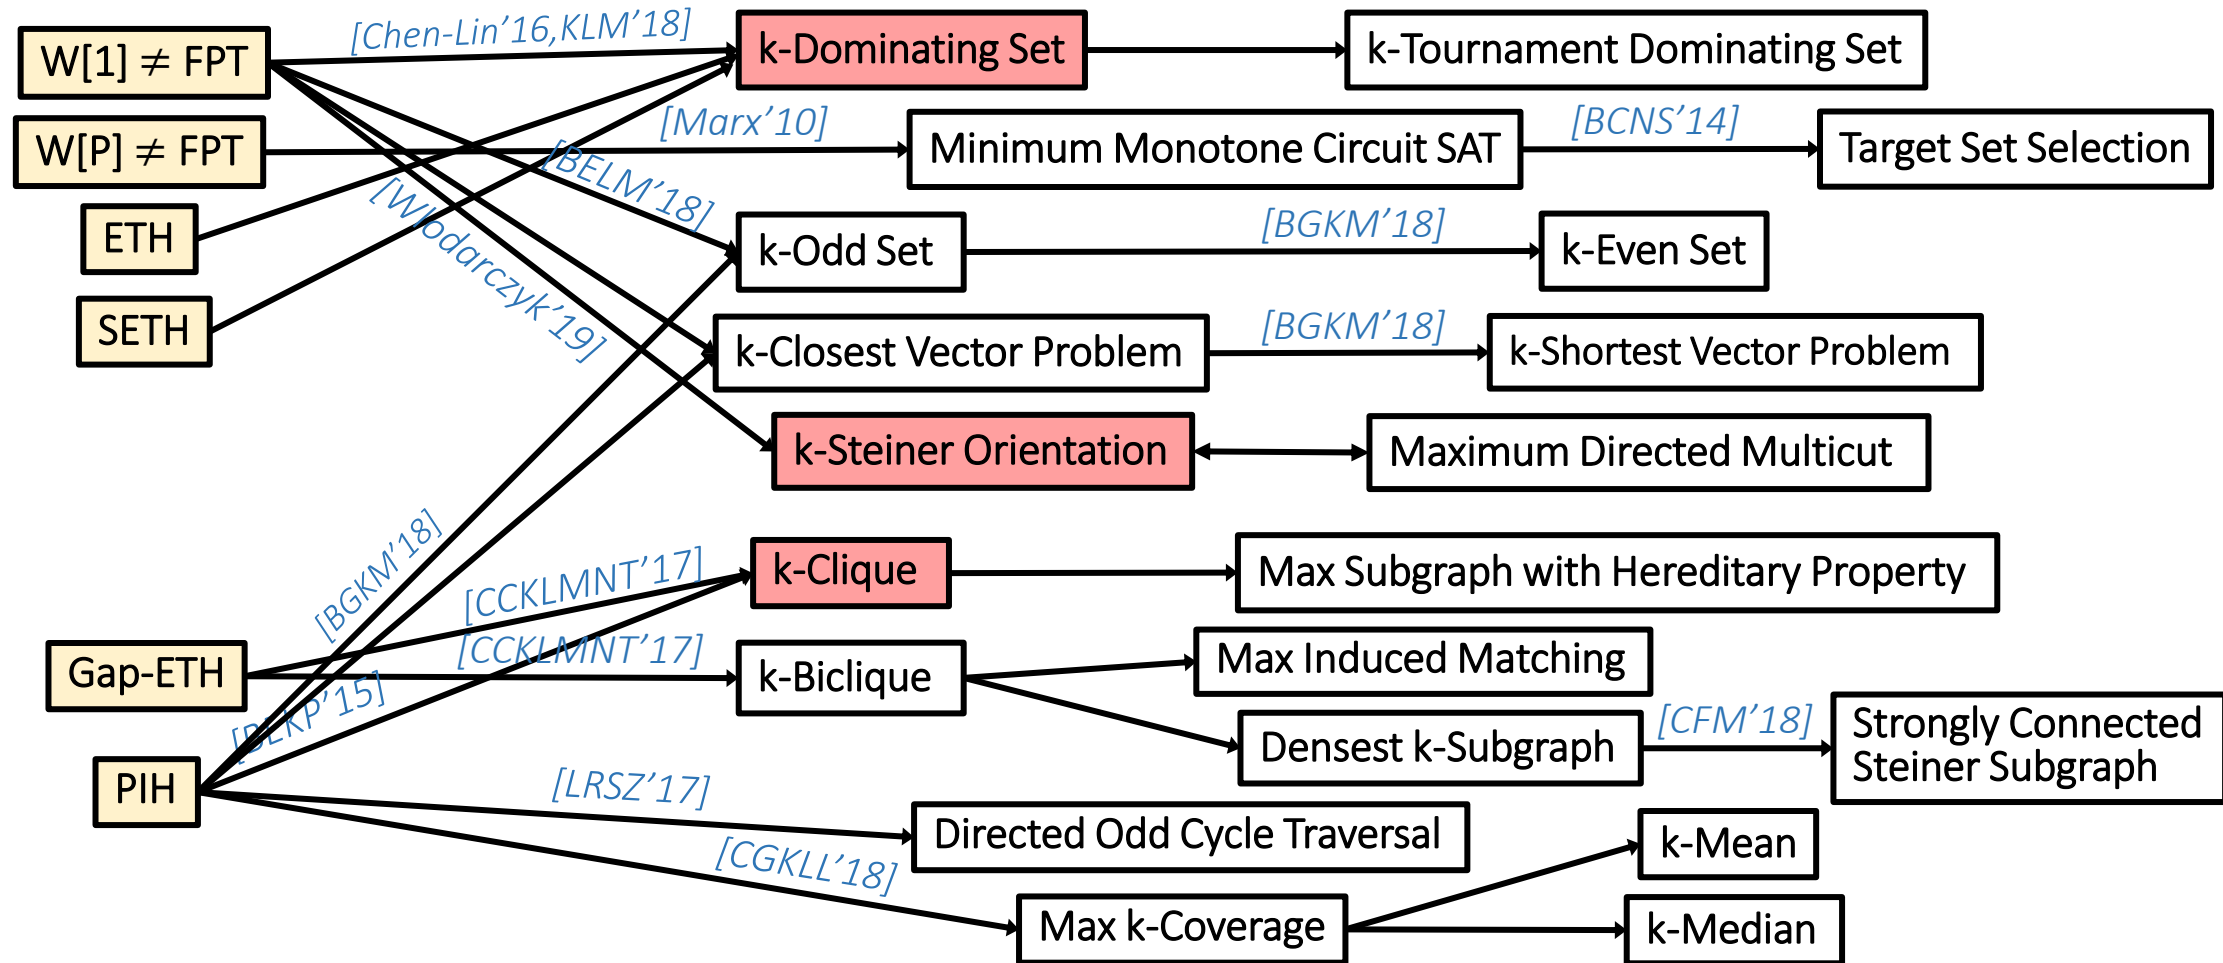 [Chen-Lin’16,KLM’18]
W[1] ≠ FPT
k-Dominating Set
k-Tournament Dominating Set
W[P] ≠ FPT
[Marx’10]
Minimum Monotone Circuit SAT
[BCNS’14]
Target Set Selection
[BELM’18]
[Wlodarczyk’19]
ETH
k-Odd Set
[BGKM’18]
k-Even Set
SETH
k-Closest Vector Problem
[BGKM’18]
k-Shortest Vector Problem
k-Steiner Orientation
Maximum Directed Multicut
[BGKM’18]
[CCKLMNT’17]
k-Clique
Max Subgraph with Hereditary Property
Gap-ETH
[CCKLMNT’17]
k-Biclique
Max Induced Matching
[BEKP’15]
Densest k-Subgraph
[CFM’18]
Strongly Connected
Steiner Subgraph
PIH
[LRSZ’17]
Directed Odd Cycle Traversal
[CGKLL’18]
k-Mean
Max k-Coverage
k-Median